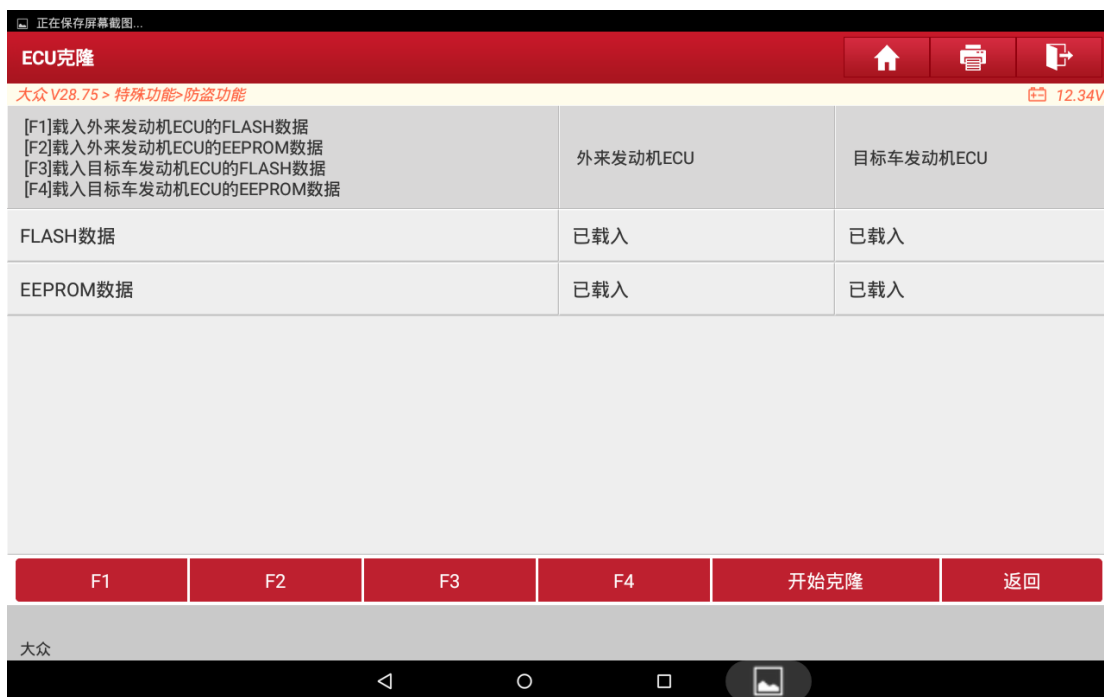 正在保存屏幕截图...
ECU克隆
大众 V28.75 > 特殊功能>防盗功能
12.34V
[F1]载入外来发动机ECU的FLASH数据
[F2]载入外来发动机ECU的EEPROM数据
[F3]载入目标车发动机ECU的FLASH数据
[F4]载入目标车发动机ECU的EEPROM数据
外来发动机ECU
目标车发动机ECU
FLASH数据
已载入
已载入
EEPROM数据
已载入
已载入
F1
F2
F3
F4
开始克隆
返回
大众